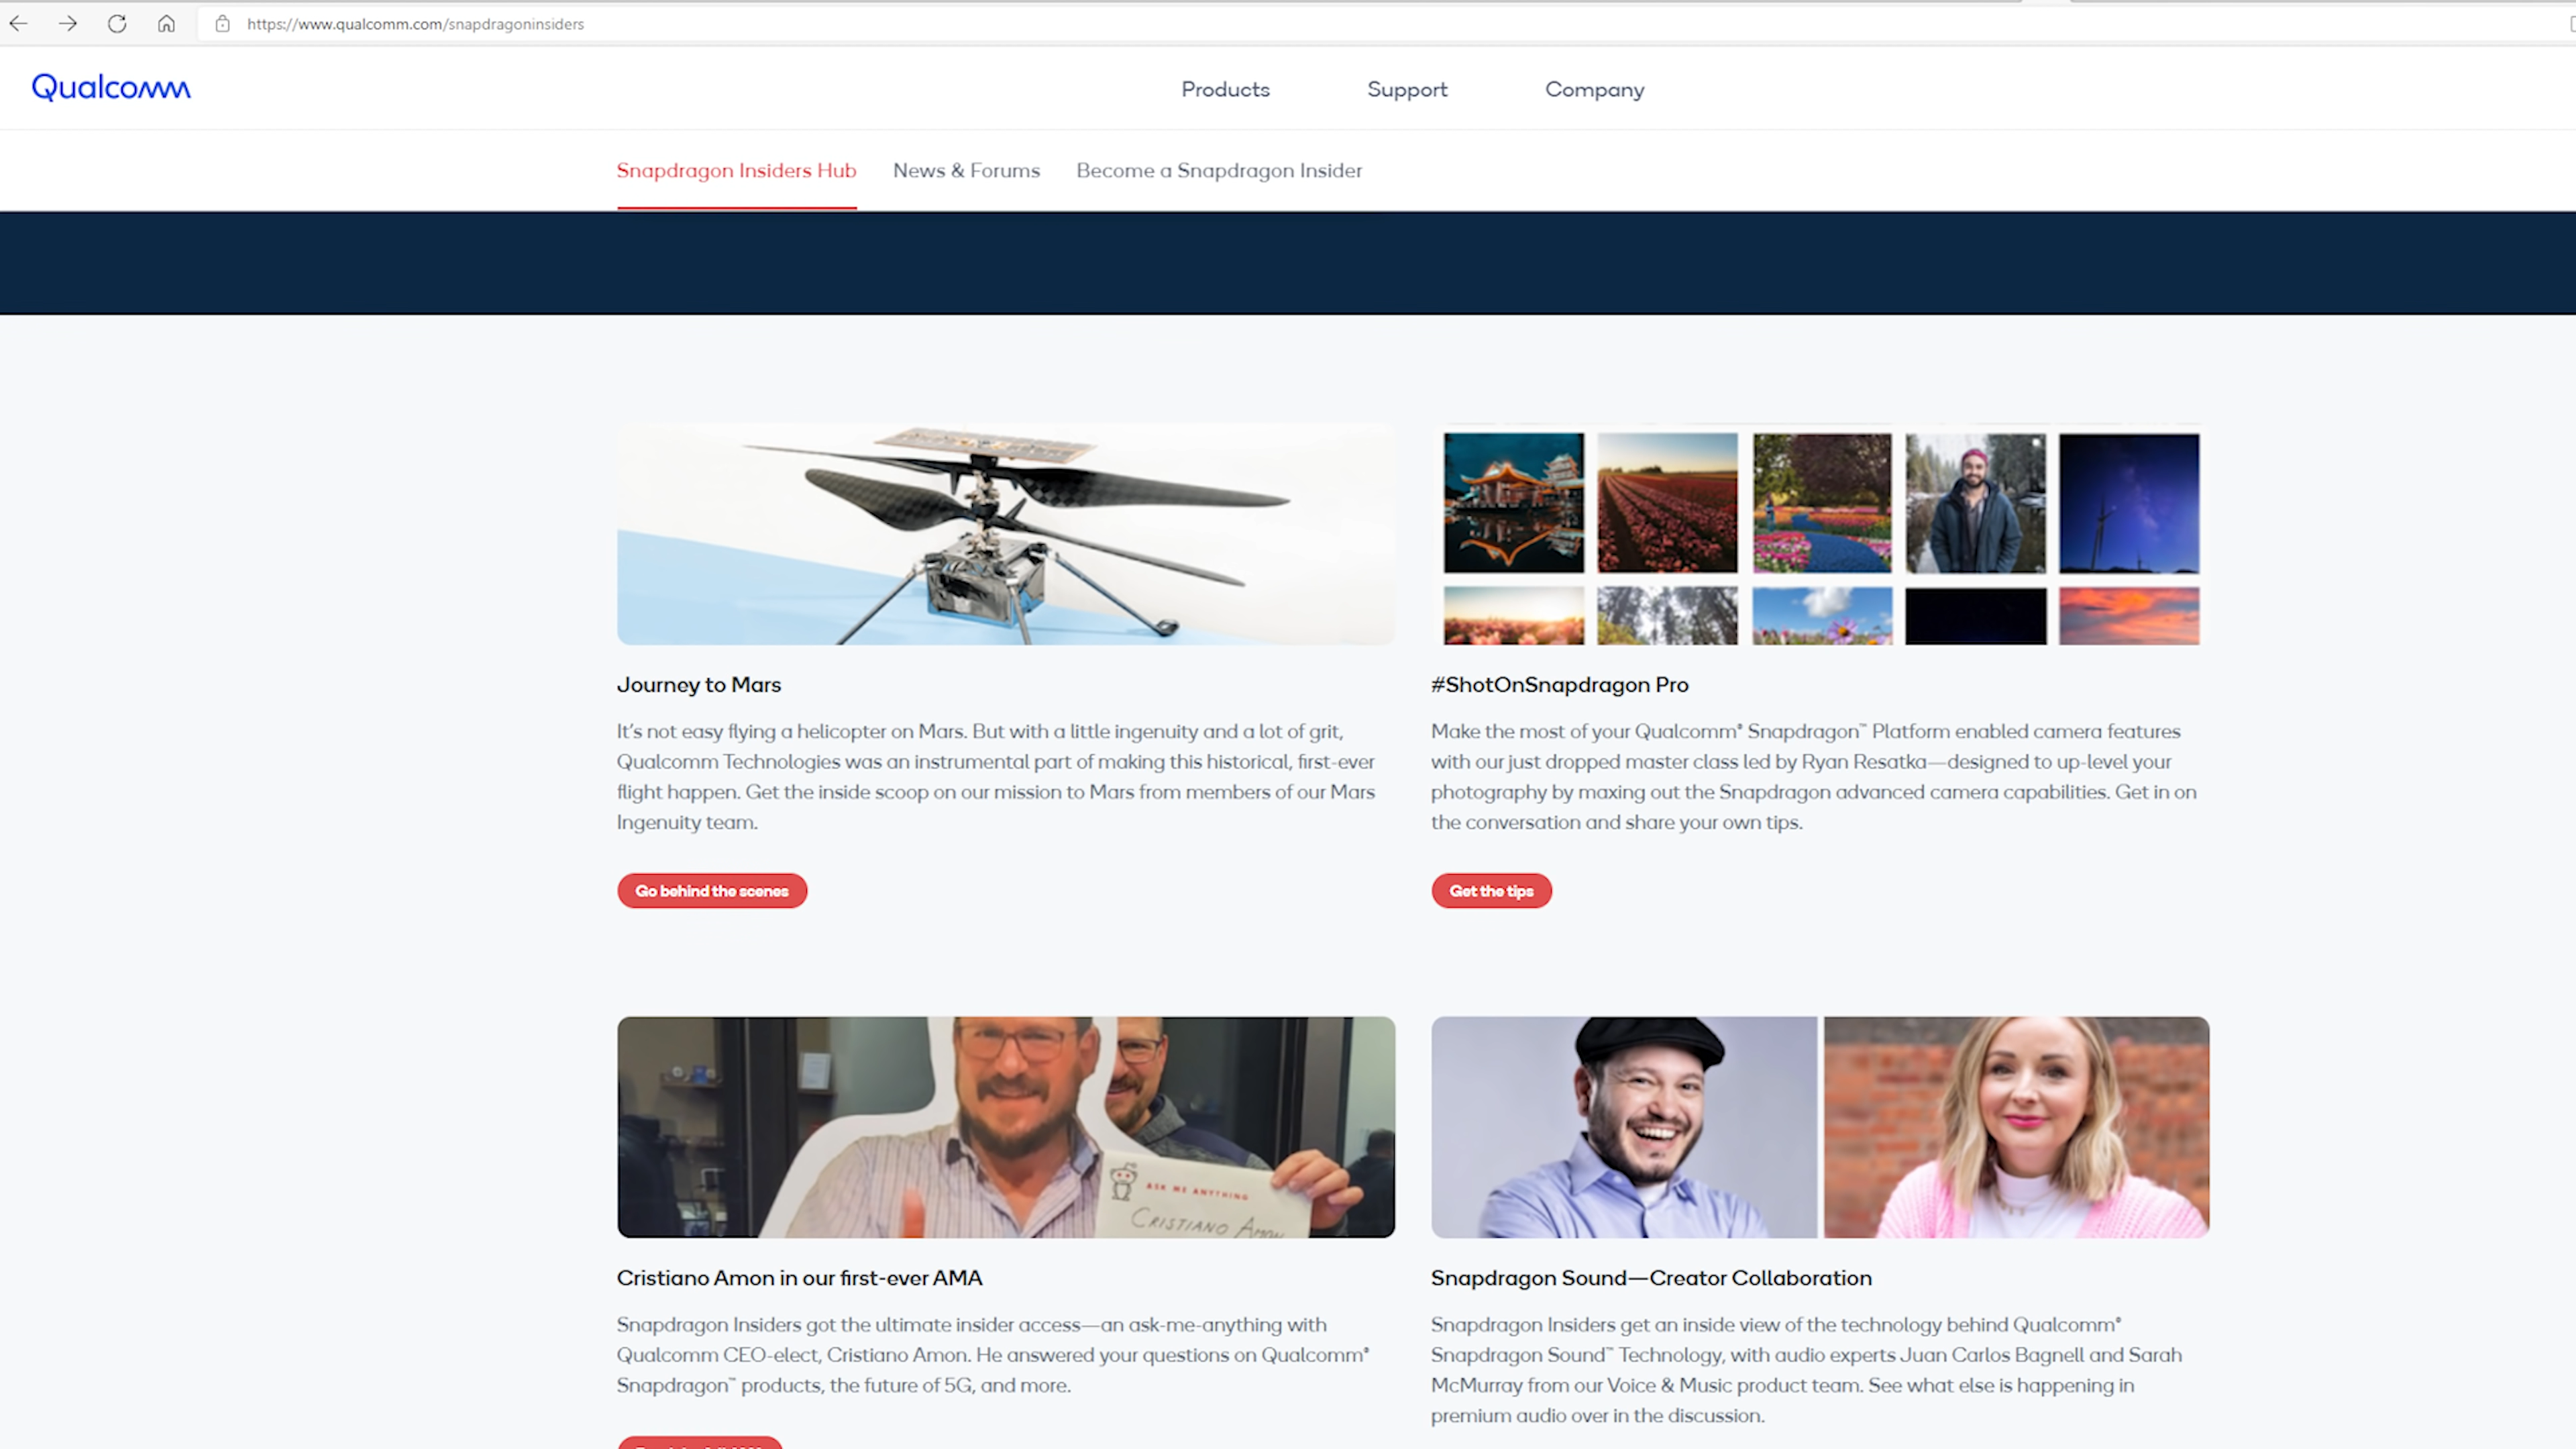 https://www.qualcomm.com/snapdragoninsiders
Qualcomm
Products
Support
Company
Snapdragon Insiders Hub
News & Forums
Become a Snapdragon Insider
Journey to Mars
It's not easy flying a helicopter on Mars. But with a little ingenuity and a lot of grit,
Qualcomm Technologies was an instrumental part of making this historical, first-ever
flight happen. Get the inside scoop on our mission to Mars from members of our Mars
Ingenuity team.
Go behind the scenes
#ShotOnSnapdragon Pro
Make the most of your Qualcomm® Snapdragon™ Platform enabled camera features
with our just dropped master class led by Ryan Resatka—designed to up-level your
photography by maxing out the Snapdragon advanced camera capabilities. Get in on
the conversation and share your own tips.
Get the tips
ASK ME ANYTHING
CRISTIANO AMON
Cristiano Amon in our first-ever AMA
Snapdragon Insiders got the ultimate insider access—an ask-me-anything with
Qualcomm CEO-elect, Cristiano Amon. He answered your questions on Qualcomm®
Snapdragon™ products, the future of 5G, and more.
Snapdragon Sound—Creator Collaboration
Snapdragon Insiders get an inside view of the technology behind Qualcomm®
Snapdragon Sound™ Technology, with audio experts Juan Carlos Bagnell and Sarah
McMurray from our Voice & Music product team. See what else is happening in
premium audio over in the discussion.